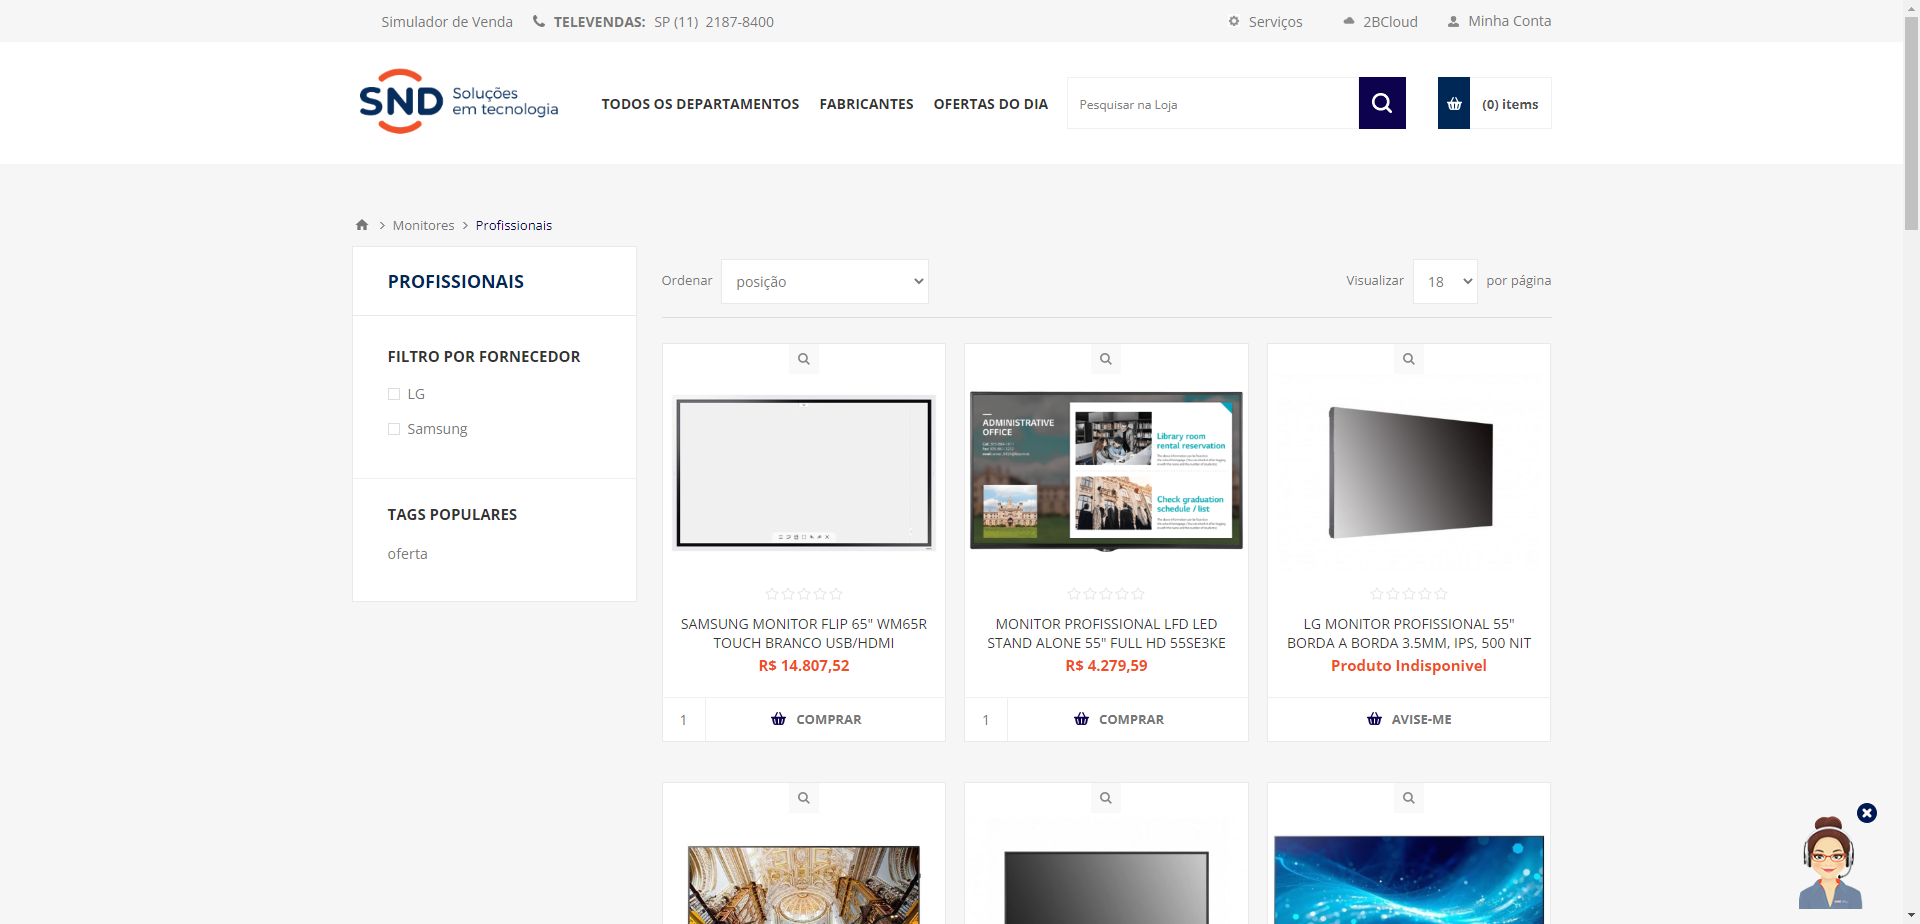 Simulador de Venda
TELEVENDAS: SP (11) 2187-8400
Serviços
2BCloud
Minha Conta
SND Soluções
em tecnologia
TODOS OS DEPARTAMENTOS
FABRICANTES
OFERTAS DO DIA
Pesquisar na Loja
(0) items
Monitores
Profissionais
PROFISSIONAIS
FILTRO POR FORNECEDOR
LG
Samsung
TAGS POPULARES
oferta
Ordenar
posição
Visualizar
18
por página
ADMINISTRATIVE
OFFICE
Library room
rental reservation
Check graduation
schedule / list
SAMSUNG MONITOR FLIP 65" WM65R
TOUCH BRANCO USB/HDMI
R$ 14.807,52
1
COMPRAR
MONITOR PROFISSIONAL LFD LED
STAND ALONE 55" FULL HD 55SE3KE
R$ 4.279,59
1
COMPRAR
LG MONITOR PROFISSIONAL 55"
BORDA A BORDA 3.5MM, IPS, 500 NIT
Produto Indisponivel
AVISE-ME